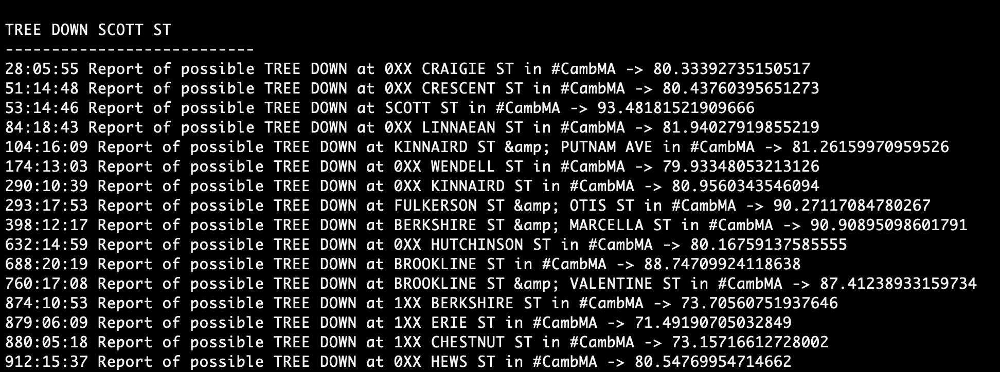 TREE DOWN SCOTT ST
---------------------------
28:05:55 Report of possible TREE DOWN at 0XX CRAIGIE ST in #CambMA -> 80.33392735150517
51:14:48 Report of possible TREE DOWN at 0XX CRESCENT ST in #CambMA -> 80.43760395651273
53:14:46 Report of possible TREE DOWN at SCOTT ST in #CambMA -> 93.48181521909666
84:18:43 Report of possible TREE DOWN at 0XX LINNAEAN ST in #CambMA -> 81.94027919855219
104:16:09 Report of possible TREE DOWN at KINNAIRD ST &amp; PUTNAM AVE in #CambMA -> 81.26159970959526
174:13:03 Report of possible TREE DOWN at 0XX WENDELL ST in #CambMA -> 79.93348053213126
290:10:39 Report of possible TREE DOWN at 0XX KINNAIRD ST in #CambMA -> 80.9560343546094
293:17:53 Report of possible TREE DOWN at FULKERSON ST &amp; OTIS ST in #CambMA -> 90.27117084780267
398:12:17 Report of possible TREE DOWN at BERKSHIRE ST &amp; MARCELLA ST in #CambMA -> 90.90895098601791
632:14:59 Report of possible TREE DOWN at 0XX HUTCHINSON ST in #CambMA -> 80.16759137585555
688:20:19 Report of possible TREE DOWN at BROOKLINE ST in #CambMA -> 88.74709924118638
760:17:08 Report of possible TREE DOWN at BROOKLINE ST &amp; VALENTINE ST in #CambMA -> 87.41238933159734
874:10:53 Report of possible TREE DOWN at 1XX BERKSHIRE ST in #CambMA -> 73.70560751937646
879:06:09 Report of possible TREE DOWN at 1XX ERIE ST in #CambMA -> 71.49190705032849
880:05:18 Report of possible TREE DOWN at 1XX CHESTNUT ST in #CambMA -> 73.15716612728002
912:15:37 Report of possible TREE DOWN at 0XX HEWS ST in #CambMA -> 80.54769954714662